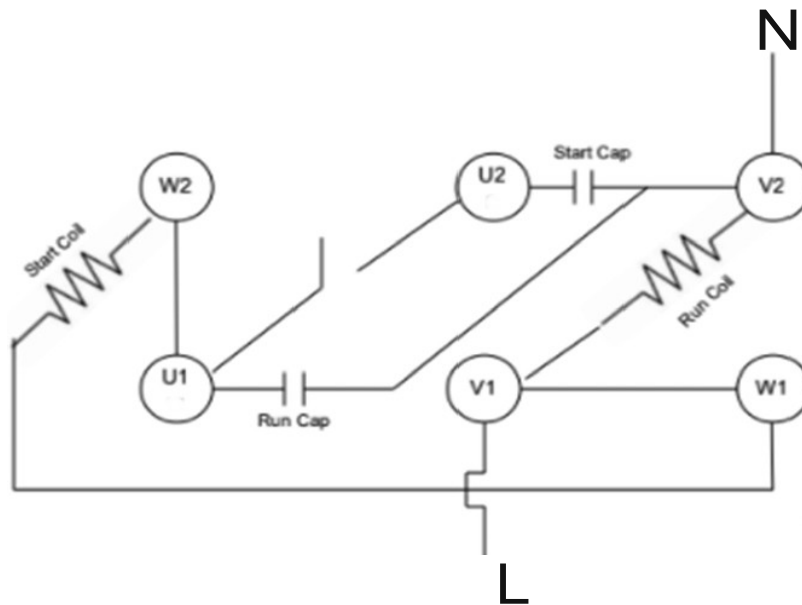 N
Start Cap
W2
U2
V2
Start Coil
Run Coil
U1
V1
W1
Run Cap
L